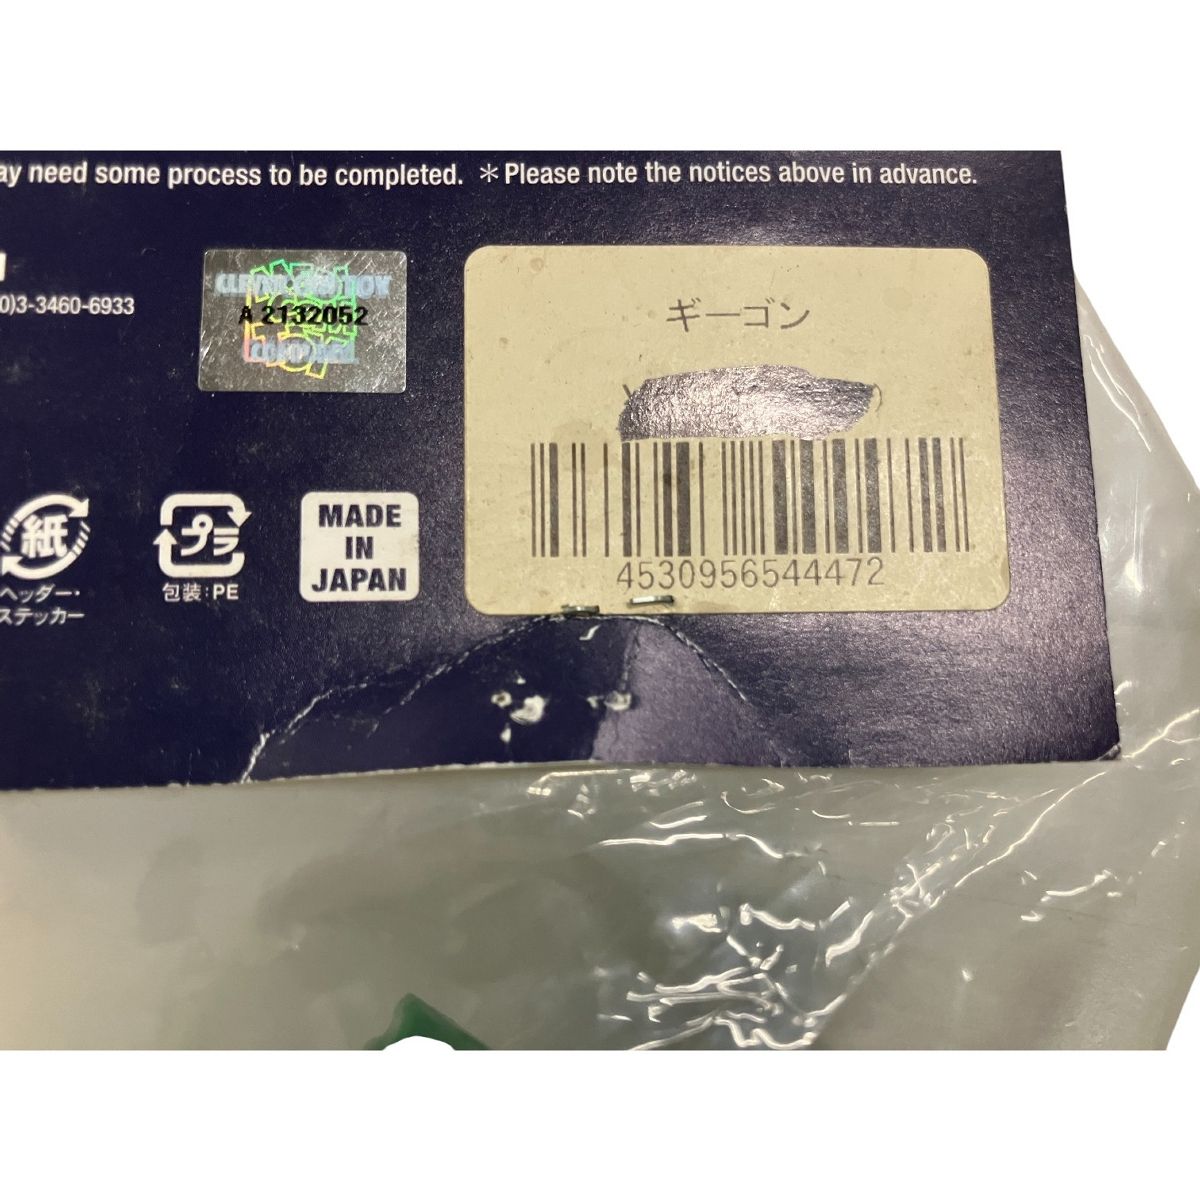 ay need some process to be completed. ＊Please note the notices above in advance.
0)3-3460-6933
A 2132052
ギーゴン
4530956544472
紙
ヘッダー・
ステッカー
プラ
包装:PE
MADE
IN
JAPAN